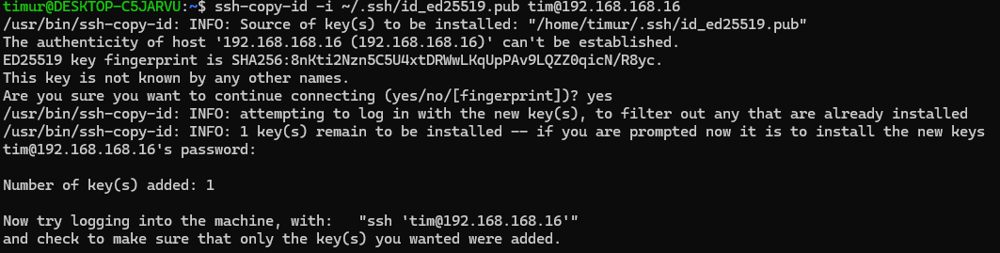 timur@DESKTOP-C5JARVU:~$ ssh-copy-id -i ~/.ssh/id_ed25519.pub tim@192.168.168.16
/usr/bin/ssh-copy-id: INFO: Source of key(s) to be installed: "/home/timur/.ssh/id_ed25519.pub"
The authenticity of host '192.168.168.16 (192.168.168.16)' can't be established.
ED25519 key fingerprint is SHA256:8nKti2Nzn5C5U4xtDRWwLKqUpPAv9LQZZ0qicN/R8yc.
This key is not known by any other names.
Are you sure you want to continue connecting (yes/no/[fingerprint])? yes
/usr/bin/ssh-copy-id: INFO: attempting to log in with the new key(s), to filter out any that are already installed
/usr/bin/ssh-copy-id: INFO: 1 key(s) remain to be installed -- if you are prompted now it is to install the new keys
tim@192.168.168.16's password:
Number of key(s) added: 1
Now try logging into the machine, with:   "ssh 'tim@192.168.168.16'"
and check to make sure that only the key(s) you wanted were added.